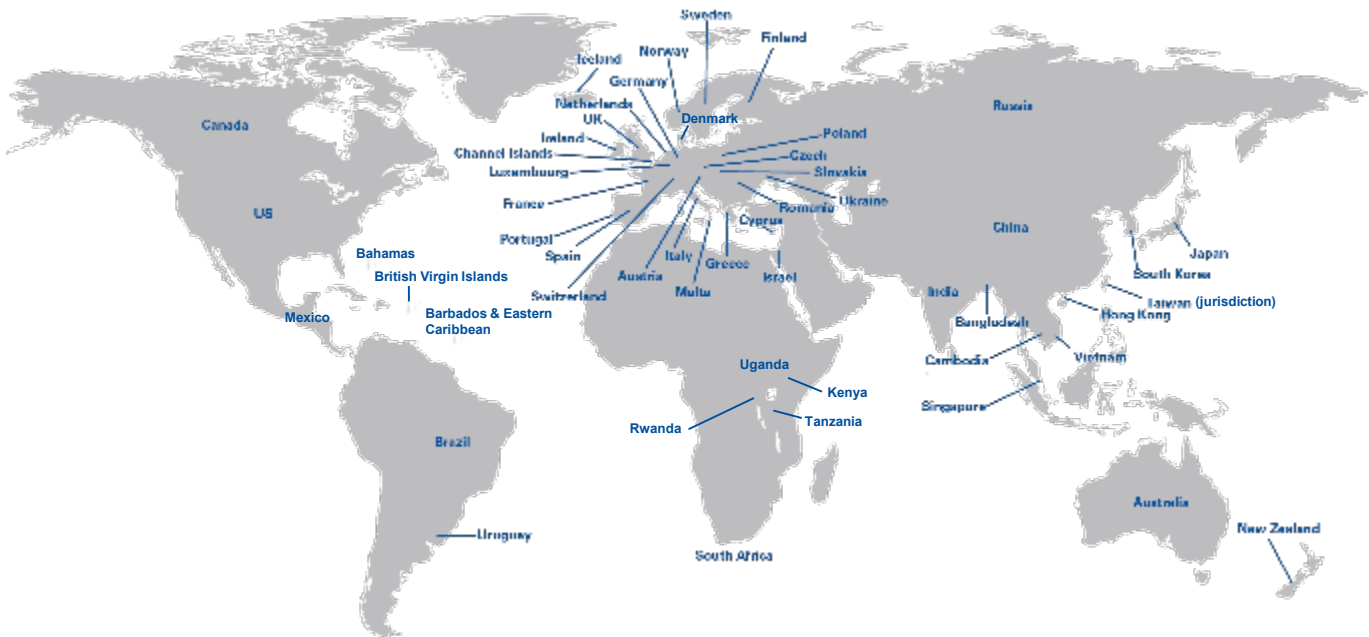 Sweden
Finland
Norway
Iceland
Germany
Netherlands
UK
Denmark
Ireland
Channel Islands
Luxembourg
France
Portugal
Spain
Switzerland
Austria
Italy
Malta
Greece
Cyprus
Israel
Poland
Czech
Slovakia
Ukraine
Romania
Russia
Canada
US
Bahamas
British Virgin Islands
Mexico
Barbados & Eastern
Caribbean
China
Japan
South Korea
Taiwan (jurisdiction)
Hong Kong
India
Bangladesh
Cambodia
Vietnam
Singapore
Uganda
Kenya
Rwanda
Tanzania
Brazil
Uruguay
South Africa
Australia
New Zealand